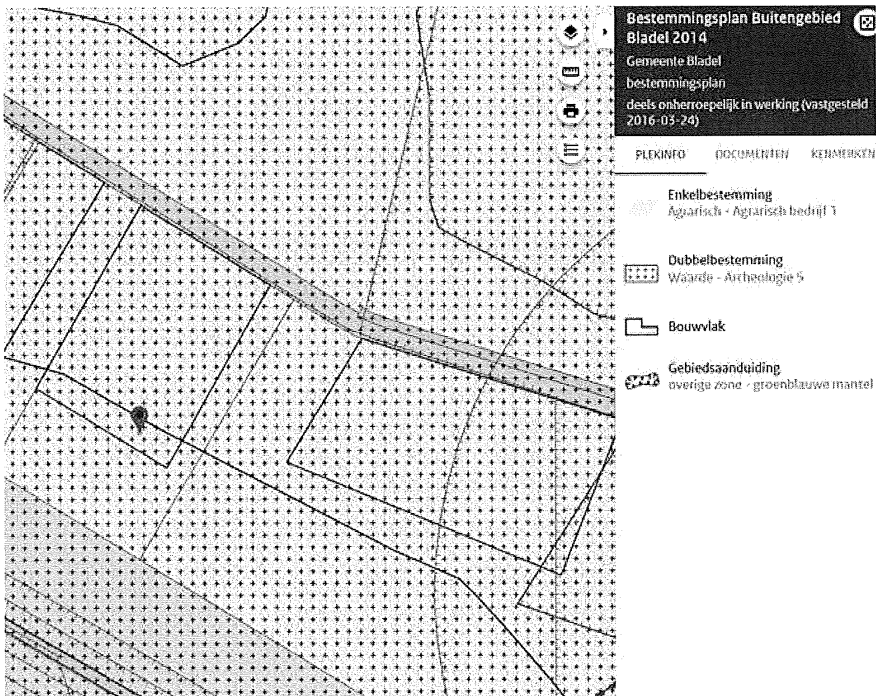 Bestemmingsplan Buitengebied
Bladel 2014
Gemeente Bladel
bestemmingsplan
deels onherroepelijk in werking (vastgesteld
2016-03-24)
PLEKINFO DOCUMENTEN KENMERKEN
Enkelbestemming
Agrarisch - Agrarisch bedrijf 1
Dubbelbestemming
Waarde - Archeologie 5
Bouwvlak
Gebiedsaanduiding
overige zone - groenblauwe mantel